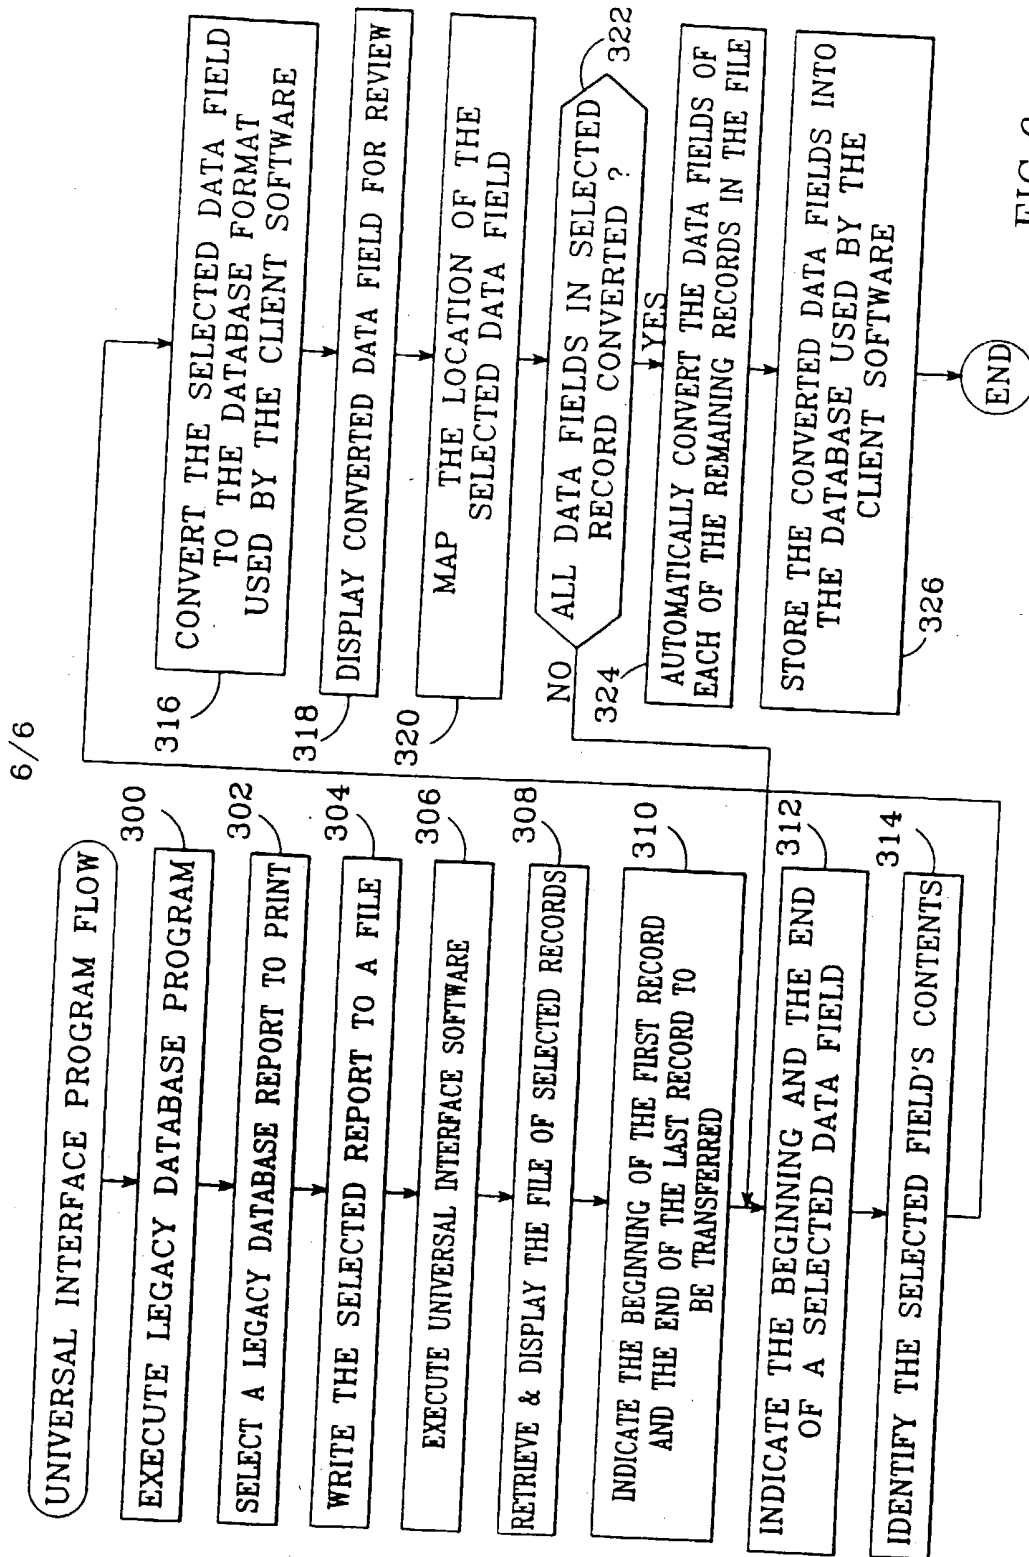 6/6
UNIVERSAL INTERFACE PROGRAM FLOW
300
EXECUTE LEGACY DATABASE PROGRAM
302
SELECT A LEGACY DATABASE REPORT TO PRINT
304
WRITE THE SELECTED REPORT TO A FILE
306
EXECUTE UNIVERSAL INTERFACE SOFTWARE
308
RETRIEVE & DISPLAY THE FILE OF SELECTED RECORDS
310
INDICATE THE BEGINNING OF THE FIRST RECORD
AND THE END OF THE LAST RECORD TO
BE TRANSFERRED
312
INDICATE THE BEGINNING AND THE END
OF A SELECTED DATA FIELD
314
IDENTIFY THE SELECTED FIELD'S CONTENTS
316
CONVERT THE SELECTED DATA FIELD
TO THE DATABASE FORMAT
USED BY THE CLIENT SOFTWARE
318
DISPLAY CONVERTED DATA FIELD FOR REVIEW
320
MAP THE LOCATION OF THE
SELECTED DATA FIELD
322
ALL DATA FIELDS IN SELECTED
RECORD CONVERTED ?
NO
YES
324
AUTOMATICALLY CONVERT THE DATA FIELDS OF
EACH OF THE REMAINING RECORDS IN THE FILE
326
STORE THE CONVERTED DATA FIELDS INTO
THE DATABASE USED BY THE
CLIENT SOFTWARE
END
FIG